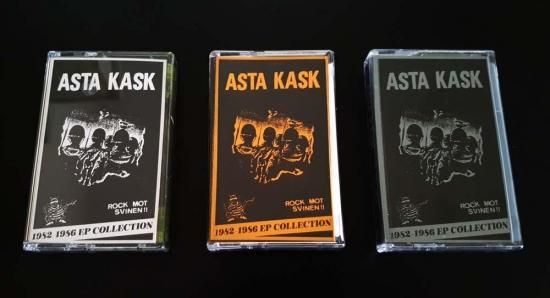 ASTA KASK
ROCK MOT
SVINEN!!
1982-1986 EP COLLECTION
ASTA KASK
ROCK MOT
SVINEN!!
1982-1986 EP COLLECTION
ASTA KASK
ROCK MOT
SVINEN!!
1982-1986 EP COLLECTION